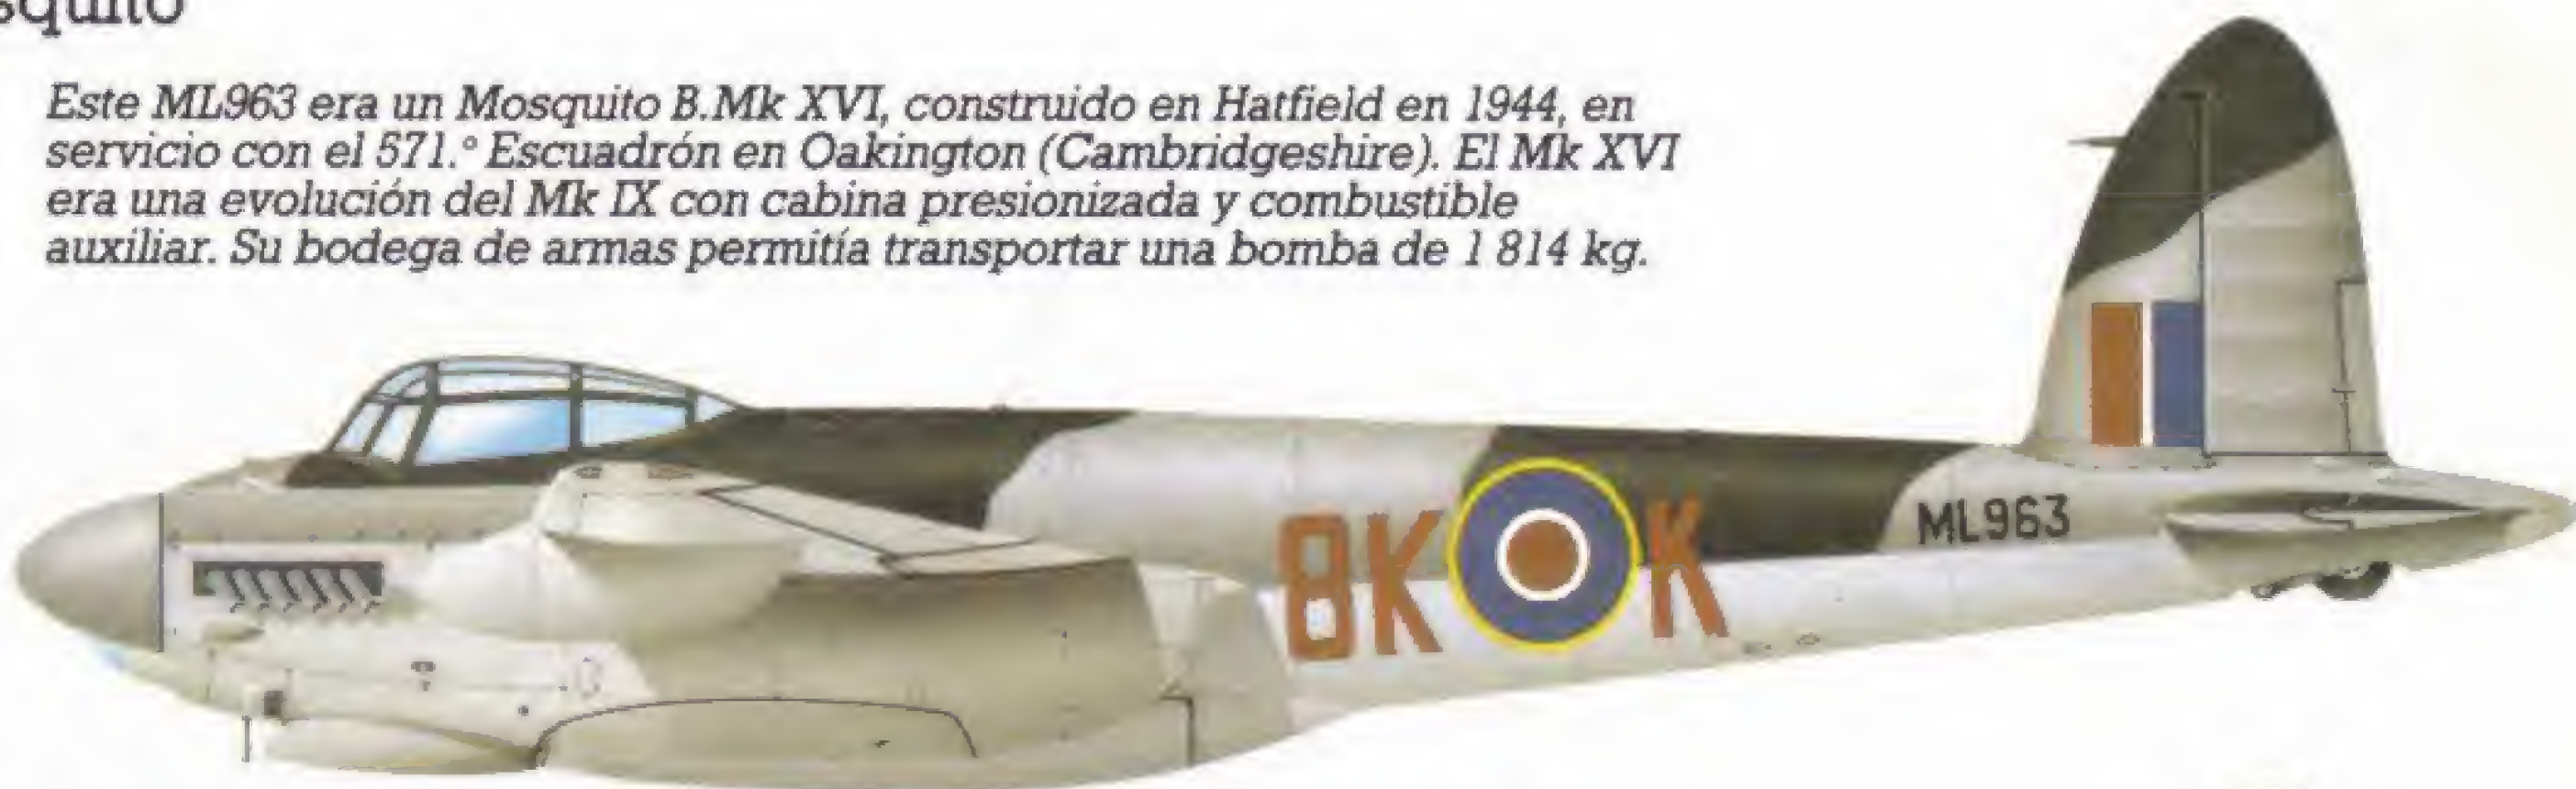 squito
Este ML963 era un Mosquito B.Mk XVI, construido en Hatfield en 1944, en
servicio con el 571.° Escuadrón en Oakington (Cambridgeshire). El Mk XVI
era una evolución del Mk IX con cabina presionizada y combustible
auxiliar. Su bodega de armas permitía transportar una bomba de 1 814 kg.
8K K
ML963